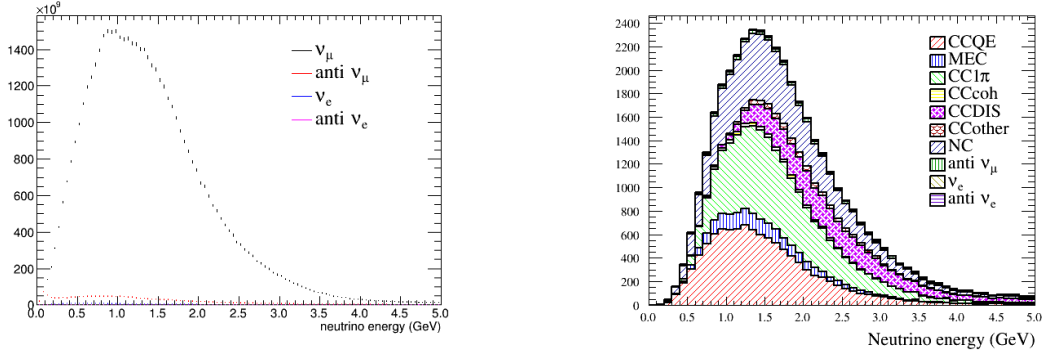 ×10⁹
1400
1200
1000
800
600
400
200
0
0.0 0.5 1.0 1.5 2.0 2.5 3.0 3.5 4.0 4.5 5.0
neutrino energy (GeV)
ν_μ
anti ν_μ
ν_e
anti ν_e
2400
2200
2000
1800
1600
1400
1200
1000
800
600
400
200
0
0.0 0.5 1.0 1.5 2.0 2.5 3.0 3.5 4.0 4.5 5.0
Neutrino energy (GeV)
CCQE
MEC
CC1π
CCcoh
CCDIS
CCother
NC
anti ν_μ
ν_e
anti ν_e